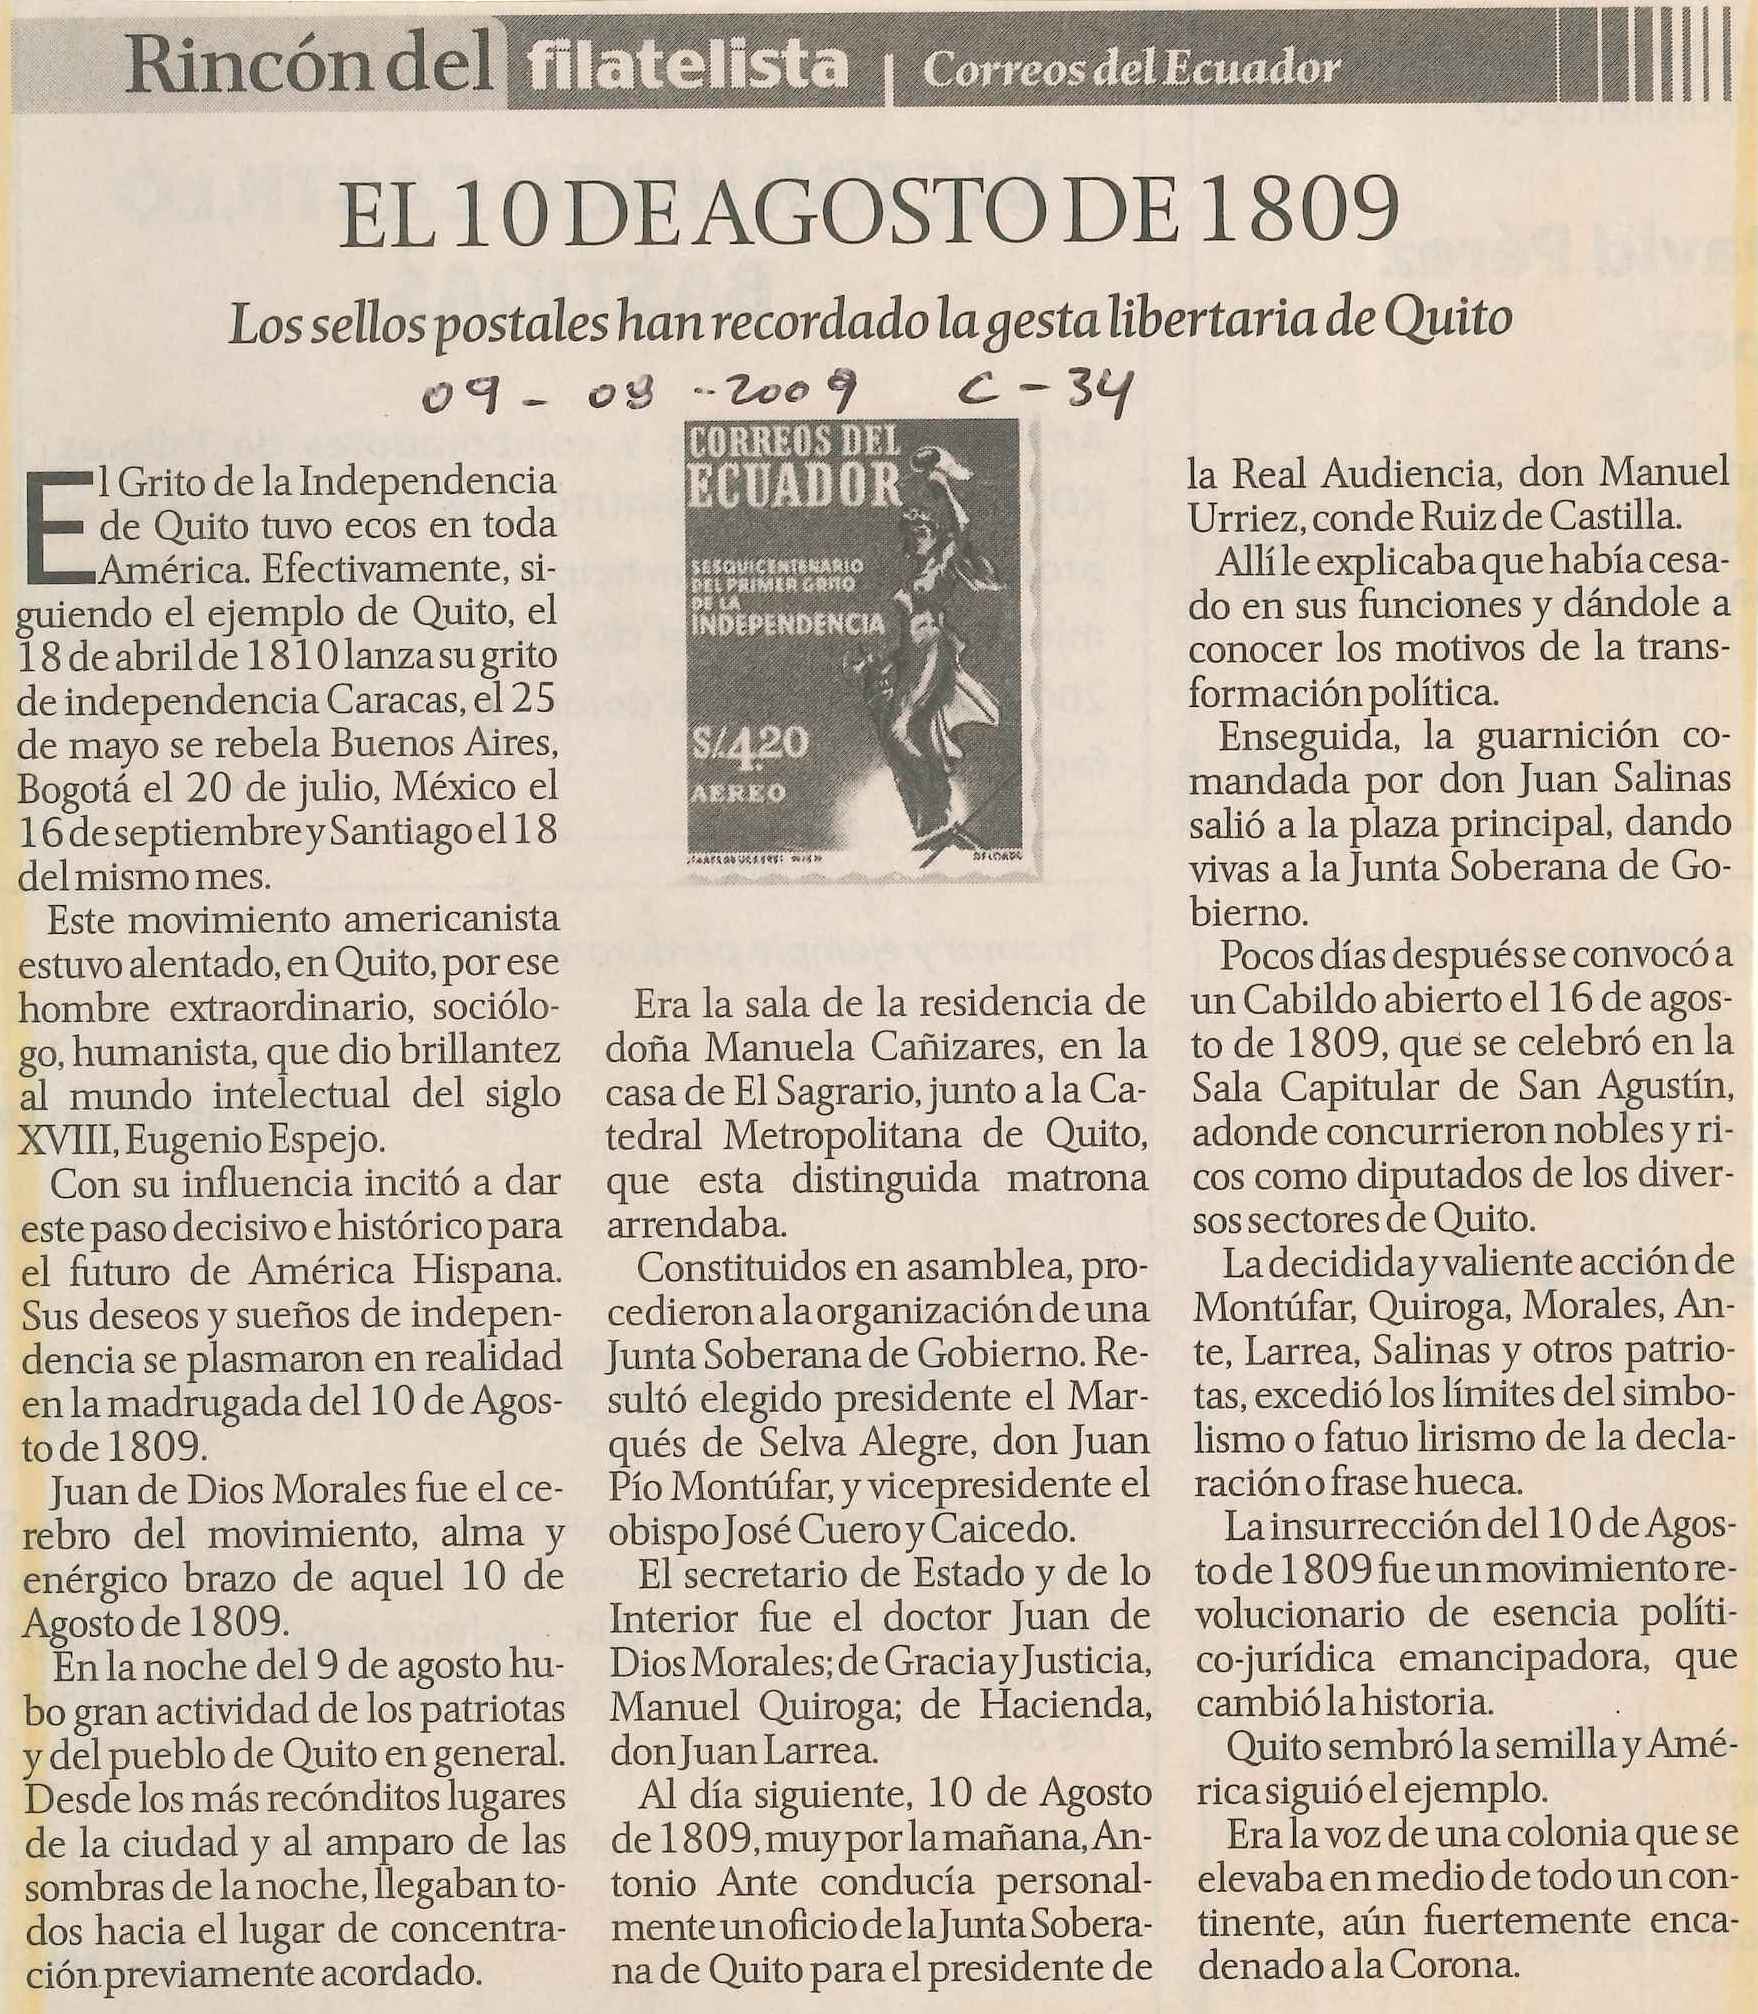 Rincón del filatelista | Correos del Ecuador
EL 10 DE AGOSTO DE 1809
Los sellos postales han recordado la gesta libertaria de Quito
09 - 08 - 2009 C - 34
El Grito de la Independencia
de Quito tuvo ecos en toda
América. Efectivamente, si-
guiendo el ejemplo de Quito, el
18 de abril de 1810 lanza su grito
de independencia Caracas, el 25
de mayo se rebela Buenos Aires,
Bogotá el 20 de julio, México el
16 de septiembre y Santiago el 18
del mismo mes.
Este movimiento americanista
estuvo alentado, en Quito, por ese
hombre extraordinario, sociólo-
go, humanista, que dio brillantez
al mundo intelectual del siglo
XVIII, Eugenio Espejo.
Con su influencia incitó a dar
este paso decisivo e histórico para
el futuro de América Hispana.
Sus deseos y sueños de indepen-
dencia se plasmaron en realidad
en la madrugada del 10 de Agos-
to de 1809.
Juan de Dios Morales fue el ce-
rebro del movimiento, alma y
enérgico brazo de aquel 10 de
Agosto de 1809.
En la noche del 9 de agosto hu-
bo gran actividad de los patriotas
y del pueblo de Quito en general.
Desde los más recónditos lugares
de la ciudad y al amparo de las
sombras de la noche, llegaban to-
dos hacia el lugar de concentra-
ción previamente acordado.
CORREOS DEL
ECUADOR
SESQUICENTENARIO
DEL PRIMER GRITO
DE LA
INDEPENDENCIA
S/. 4.20
AEREO
Era la sala de la residencia de
doña Manuela Cañizares, en la
casa de El Sagrario, junto a la Ca-
tedral Metropolitana de Quito,
que esta distinguida matrona
arrendaba.
Constituidos en asamblea, pro-
cedieron a la organización de una
Junta Soberana de Gobierno. Re-
sultó elegido presidente el Mar-
qués de Selva Alegre, don Juan
Pío Montúfar, y vicepresidente el
obispo José Cuero y Caicedo.
El secretario de Estado y de lo
Interior fue el doctor Juan de
Dios Morales; de Gracia y Justicia,
Manuel Quiroga; de Hacienda,
don Juan Larrea.
Al día siguiente, 10 de Agosto
de 1809, muy por la mañana, An-
tonio Ante conducía personal-
mente un oficio de la Junta Sobera-
na de Quito para el presidente de
la Real Audiencia, don Manuel
Urriez, conde Ruiz de Castilla.
Allí le explicaba que había cesa-
do en sus funciones y dándole a
conocer los motivos de la trans-
formación política.
Enseguida, la guarnición co-
mandada por don Juan Salinas
salió a la plaza principal, dando
vivas a la Junta Soberana de Go-
bierno.
Pocos días después se convocó a
un Cabildo abierto el 16 de agos-
to de 1809, que se celebró en la
Sala Capitular de San Agustín,
adonde concurrieron nobles y ri-
cos como diputados de los diver-
sos sectores de Quito.
La decidida y valiente acción de
Montúfar, Quiroga, Morales, An-
te, Larrea, Salinas y otros patrio-
tas, excedió los límites del simbo-
lismo o fatuo lirismo de la decla-
ración o frase hueca.
La insurrección del 10 de Agos-
to de 1809 fue un movimiento re-
volucionario de esencia políti-
co-jurídica emancipadora, que
cambió la historia.
Quito sembró la semilla y Amé-
rica siguió el ejemplo.
Era la voz de una colonia que se
elevaba en medio de todo un con-
tinente, aún fuertemente enca-
denado a la Corona.